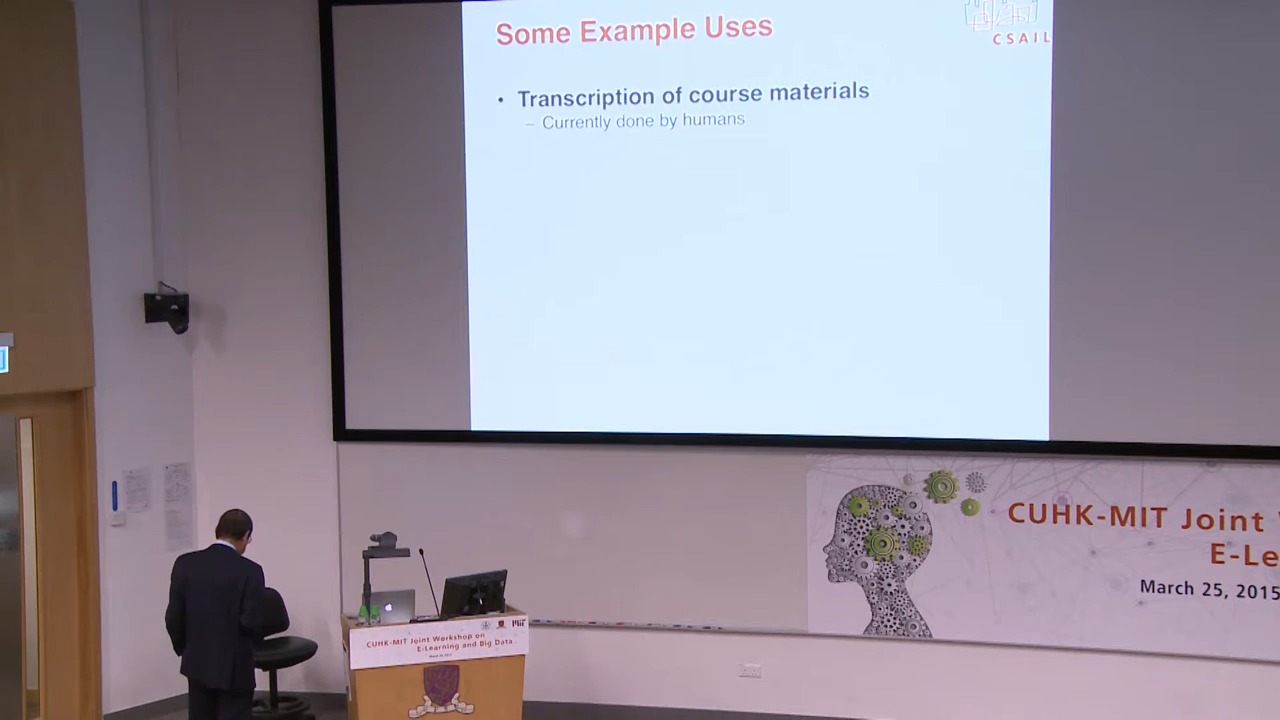 Some Example Uses
CSAIL
• Transcription of course materials
– Currently done by humans
CUHK-MIT Joint
E-Le
March 25, 2015
CUHK-MIT Joint Workshop on
E-Learning and Big Data